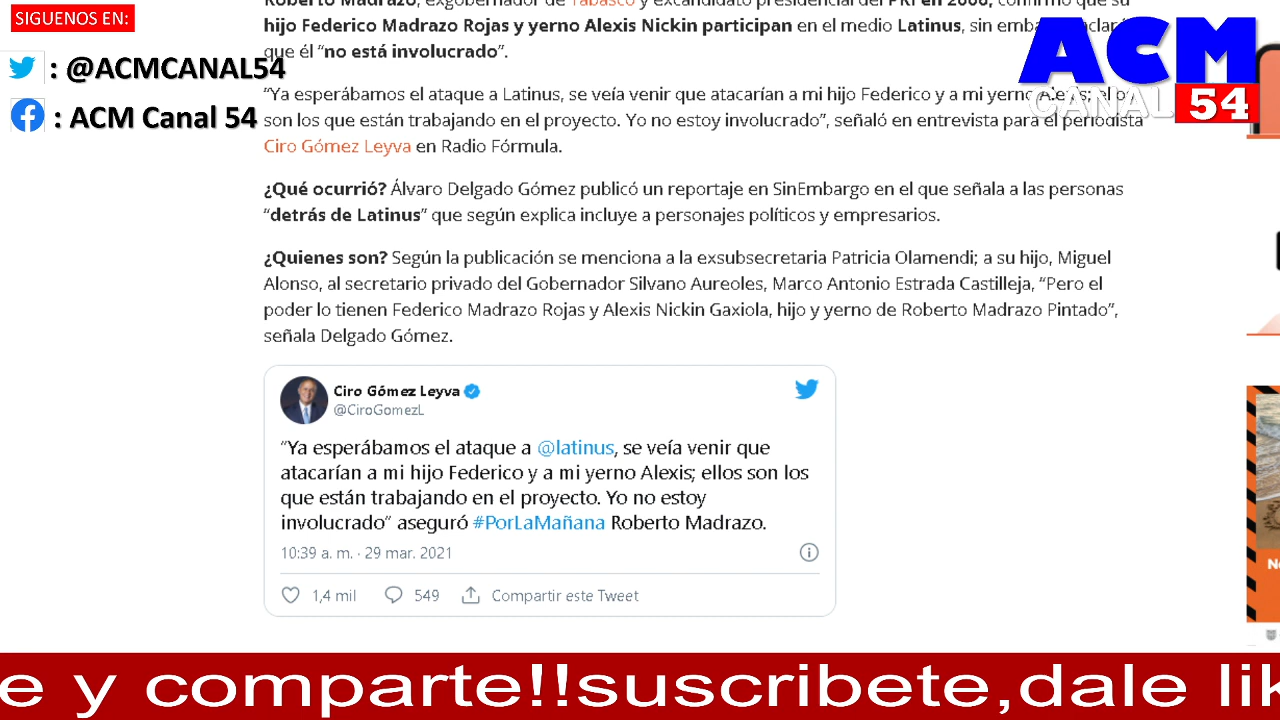 SIGUENOS EN:
: @ACMCANAL54
: ACM Canal 54
ACM
CANAL 54
Roberto Madrazo, exgobernador de Tabasco y excandidato presidencial del PRI en 2006, confirmó que su
hijo Federico Madrazo Rojas y yerno Alexis Nickin participan en el medio Latinus, sin
que él “no está involucrado”.
“Ya esperábamos el ataque a Latinus, se veía venir que atacarían a mi hijo Federico y a mi yerno Alexis; ellos
son los que están trabajando en el proyecto. Yo no estoy involucrado”, señaló en entrevista para el periodista
Ciro Gómez Leyva en Radio Fórmula.
¿Qué ocurrió? Álvaro Delgado Gómez publicó un reportaje en SinEmbargo en el que señala a las personas
“detrás de Latinus” que según explica incluye a personajes políticos y empresarios.
¿Quienes son? Según la publicación se menciona a la exsubsecretaria Patricia Olamendi; a su hijo, Miguel
Alonso, al secretario privado del Gobernador Silvano Aureoles, Marco Antonio Estrada Castilleja, “Pero el
poder lo tienen Federico Madrazo Rojas y Alexis Nickin Gaxiola, hijo y yerno de Roberto Madrazo Pintado”,
señala Delgado Gómez.
Ciro Gómez Leyva
@CiroGomezL
“Ya esperábamos el ataque a @latinus, se veía venir que
atacarían a mi hijo Federico y a mi yerno Alexis; ellos son los
que están trabajando en el proyecto. Yo no estoy
involucrado” aseguró #PorLaMañana Roberto Madrazo.
10:39 a. m. · 29 mar. 2021
1,4 mil 549 Compartir este Tweet
e y comparte!!suscribete,dale lik